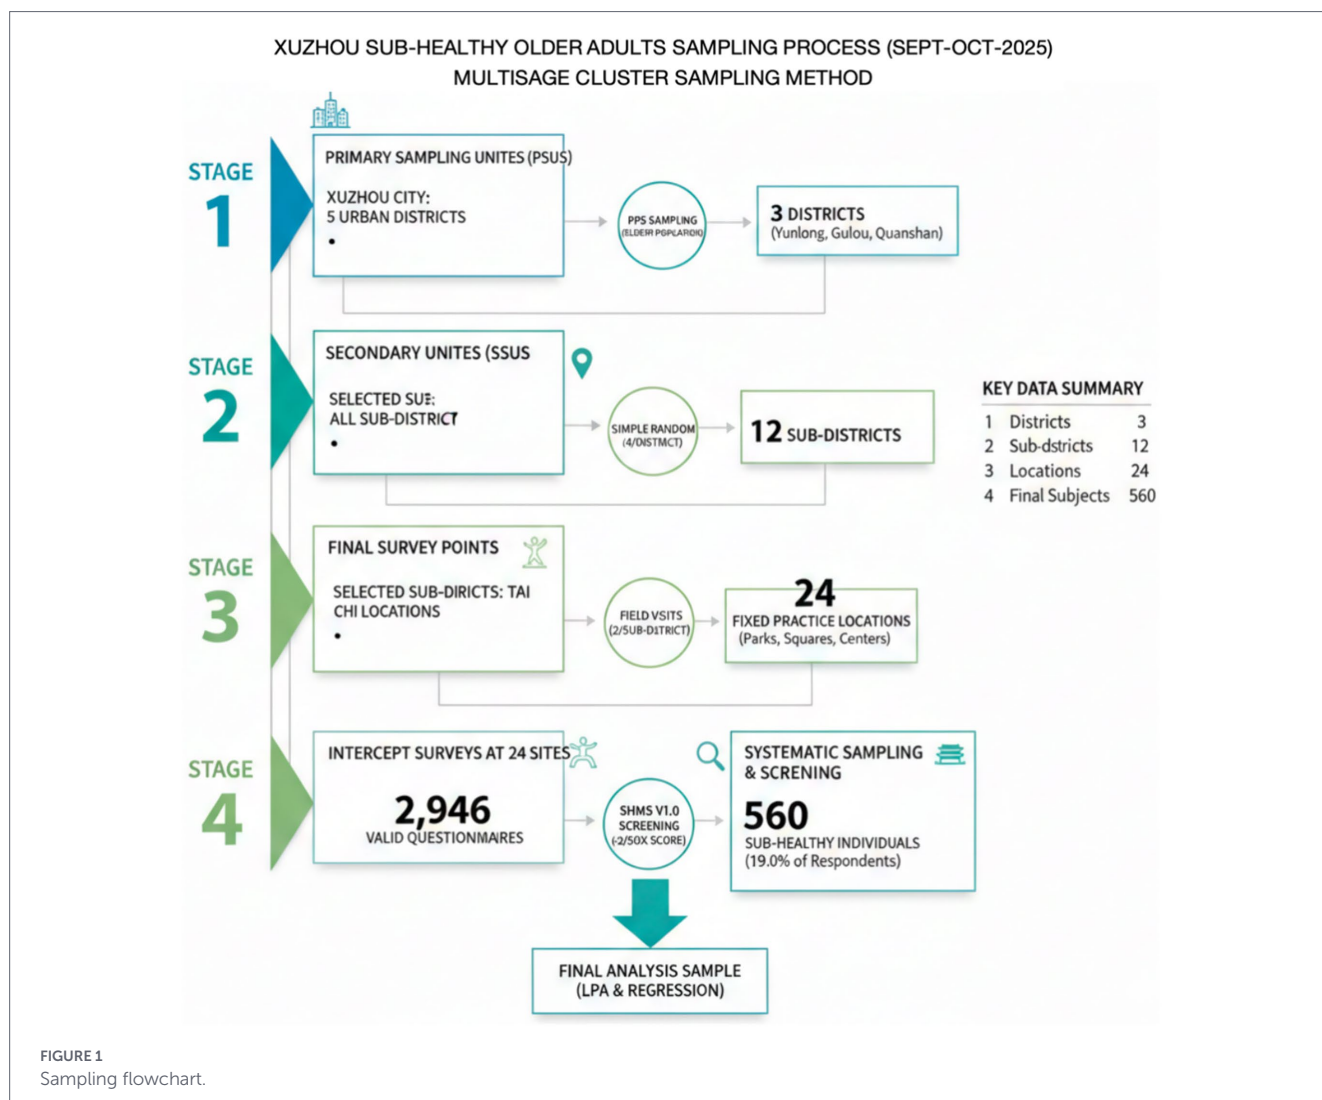 XUZHOU SUB-HEALTHY OLDER ADULTS SAMPLING PROCESS (SEPT-OCT-2025)
MULTISAGE CLUSTER SAMPLING METHOD
STAGE
1
PRIMARY SAMPLING UNITES (PSUS)
XUZHOU CITY:
5 URBAN DISTRICTS
•
PPS SAMPLING
3 DISTRICTS
(Yunlong, Gulou, Quanshan)
STAGE
2
SECONDARY UNITES (SSUS
SELECTED
ALL SUB-DISTRICT
•
SIMPLE RANDOM
(4/DISTMCT)
12 SUB-DISTRICTS
KEY DATA SUMMARY
1 Districts 3
2 Sub-dstricts 12
3 Locations 24
4 Final Subjects 560
STAGE
3
FINAL SURVEY POINTS
SELECTED SUB-DIRICTS: TAI
CHI LOCATIONS
•
FIELD VSITS
(2/SUB-DITRICT)
24
FIXED PRACTICE LOCATIONS
(Parks, Squares, Centers)
STAGE
4
INTERCEPT SURVEYS AT 24 SITES
2,946
VALID QUESTIONMAIRES
SHMS V1.0
SCREENING
(-2/50X SCORE)
SYSTEMATIC SAMPLING
& SCRENING
560
SUB-HEALTHY INDIVIDUALS
(19.0% of Respondents)
FINAL ANALYSIS SAMPLE
(LPA & REGRESSION)
FIGURE 1
Sampling flowchart.